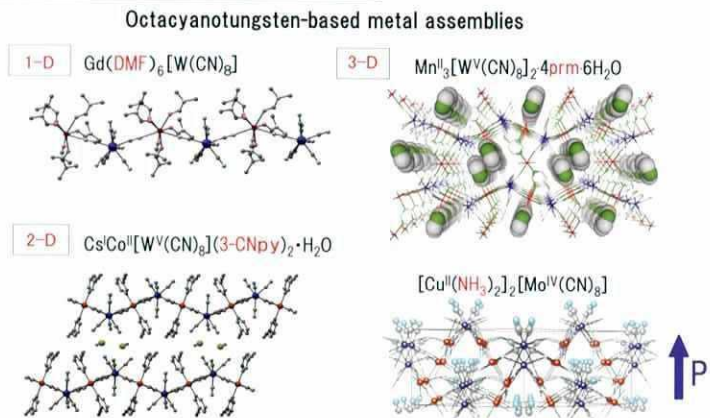 Octacyanotungsten-based metal assemblies
1-D Gd(DMF)₆[W(CN)₈]
3-D Mnᴵᴵ₃[Wⱽ(CN)₈]₂·4prm·6H₂O
2-D CsᴵCoᴵᴵ[Wⱽ(CN)₈](3-CNpy)₂·H₂O
[Cuᴵᴵ(NH₃)₂]₂[Moᴵⱽ(CN)₈]
P